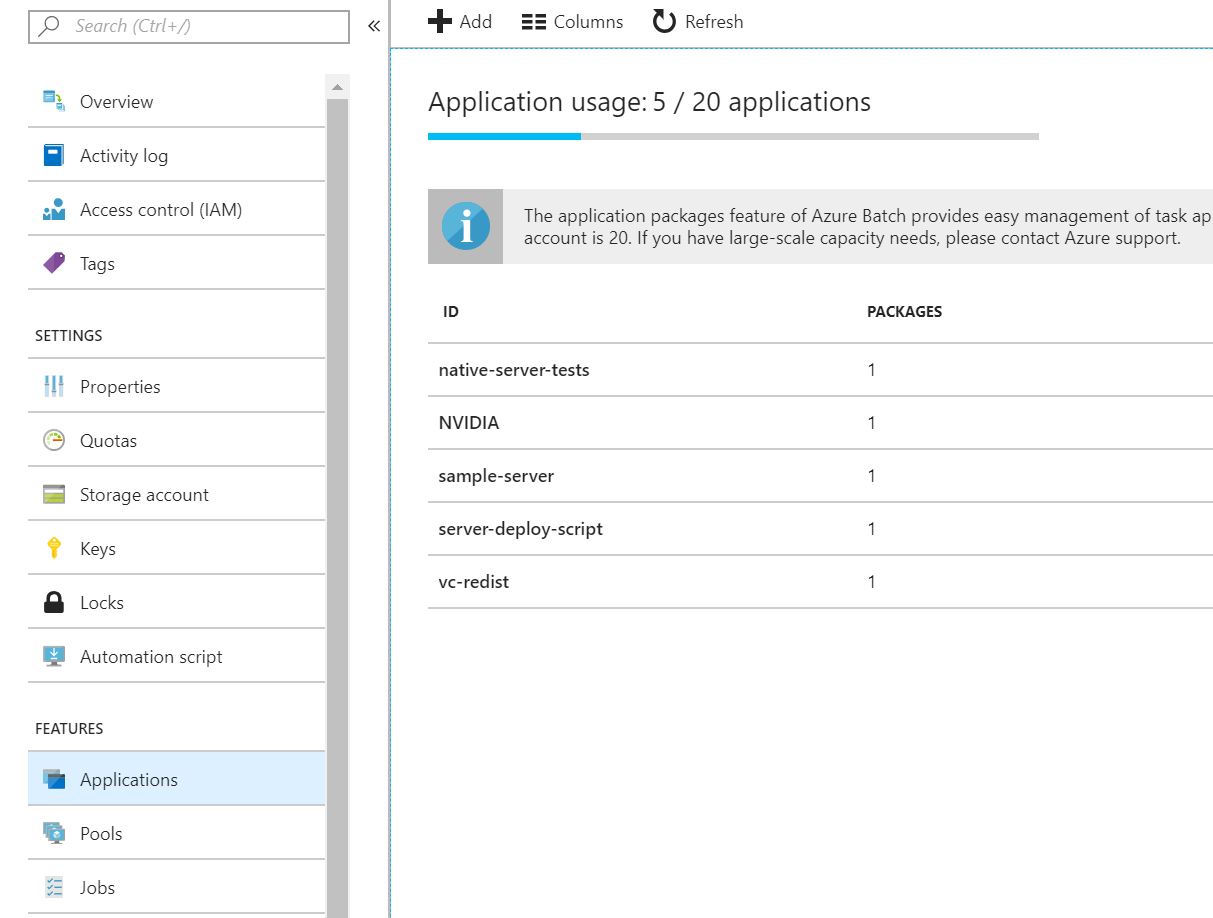 Search (Ctrl+/)
«
Overview
Activity log
Access control (IAM)
Tags
SETTINGS
Properties
Quotas
Storage account
Keys
Locks
Automation script
FEATURES
Applications
Pools
Jobs
Add Columns Refresh
Application usage: 5 / 20 applications
The application packages feature of Azure Batch provides easy management of task ap
account is 20. If you have large-scale capacity needs, please contact Azure support.
ID PACKAGES
native-server-tests 1
NVIDIA 1
sample-server 1
server-deploy-script 1
vc-redist 1